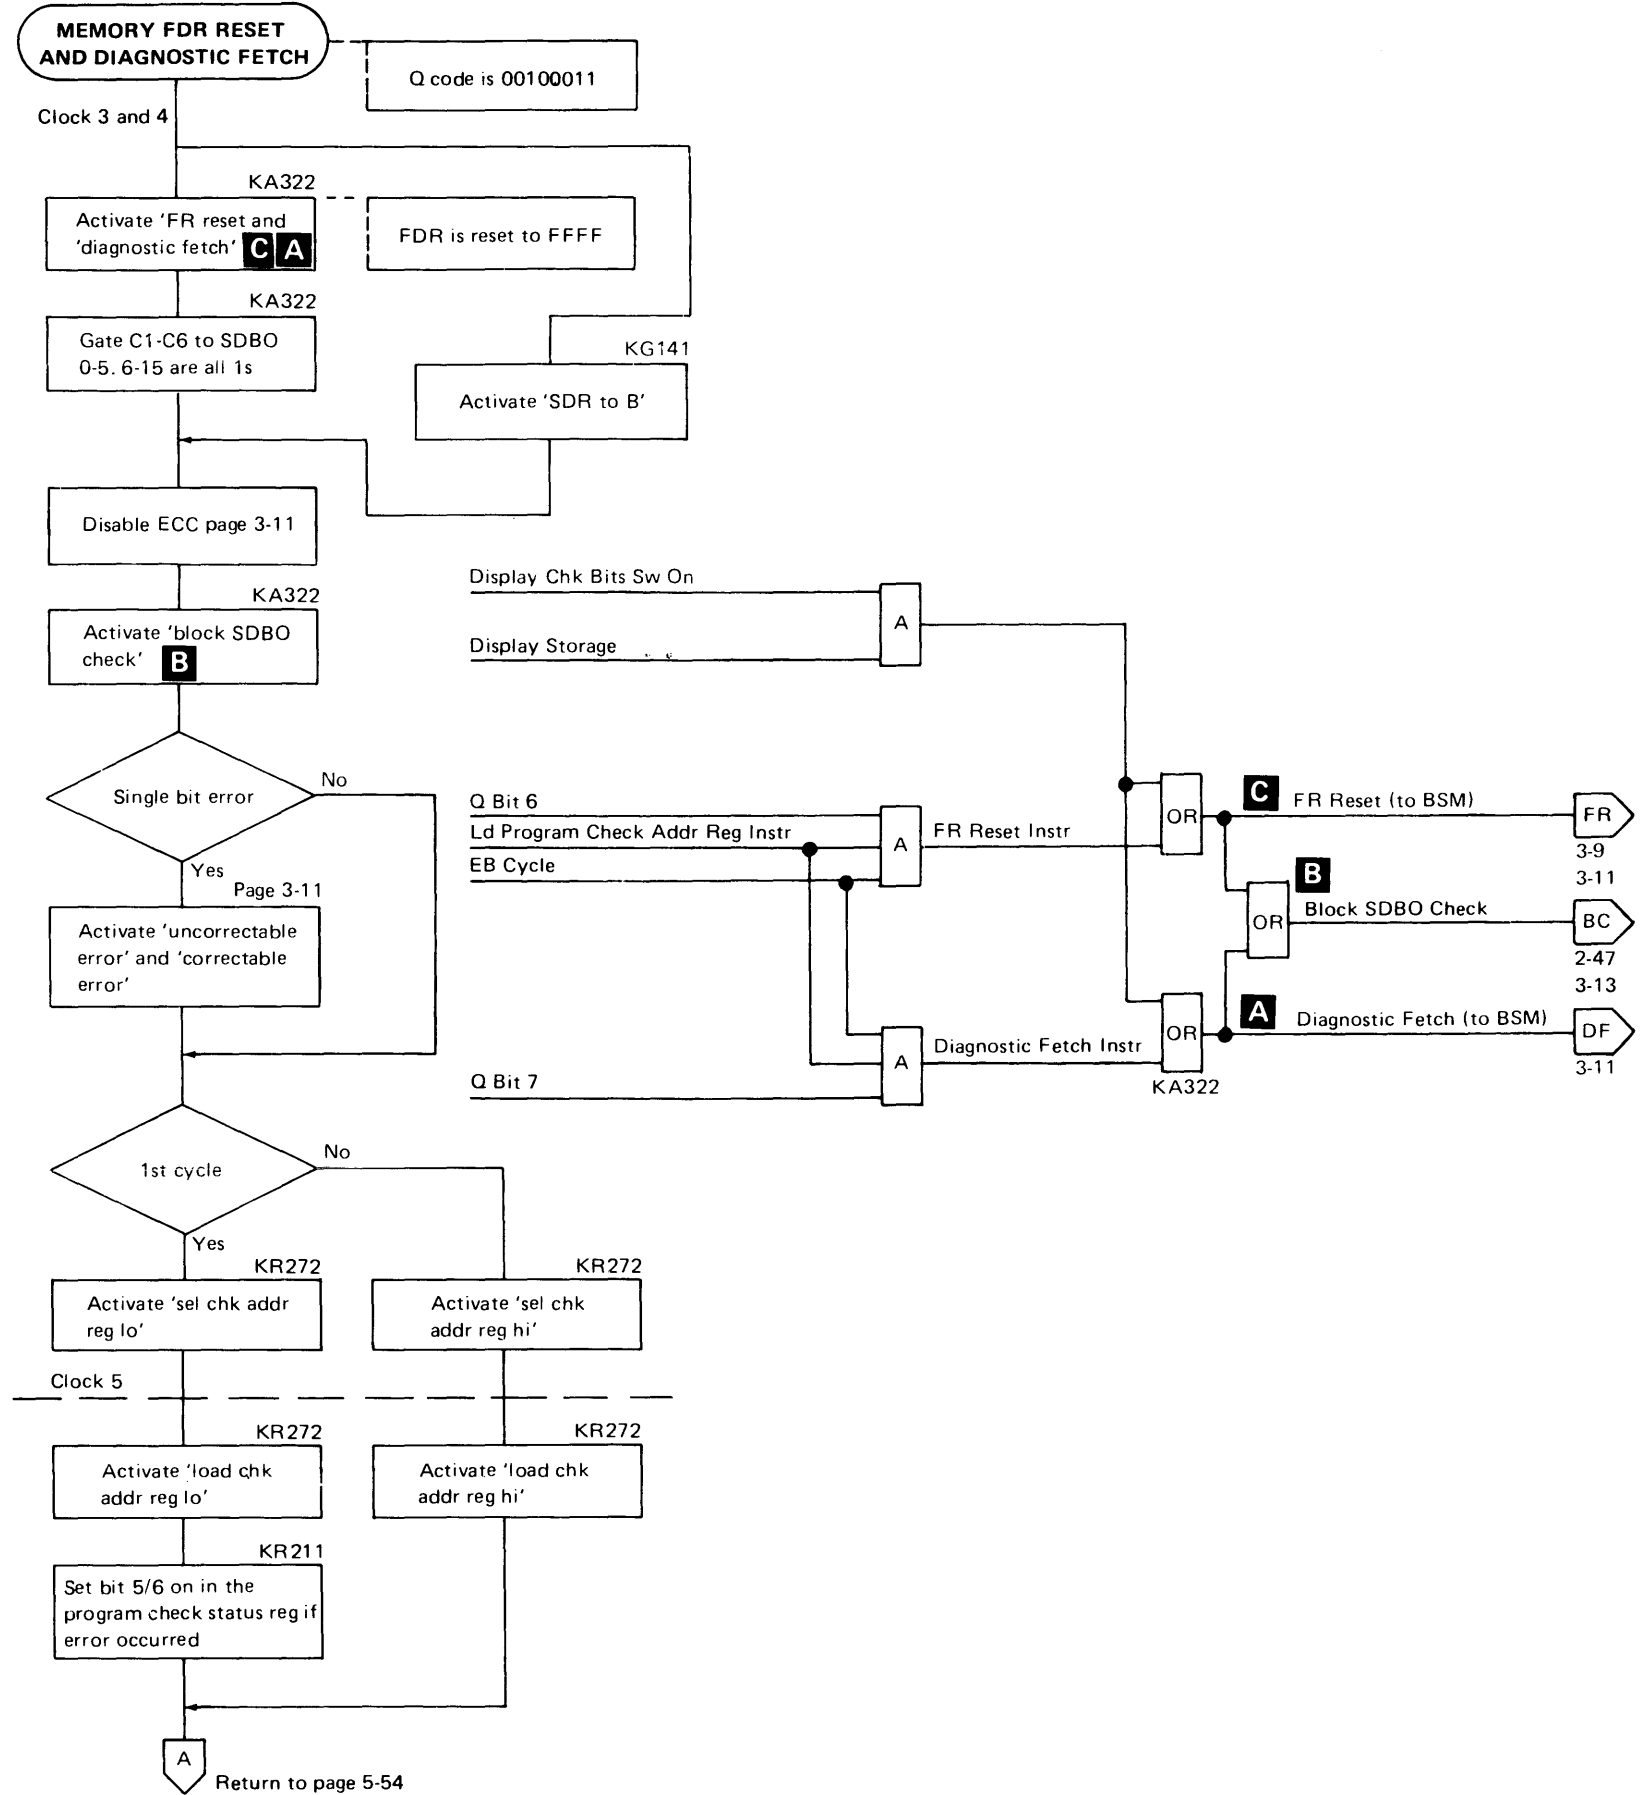 MEMORY FDR RESET
AND DIAGNOSTIC FETCH
Q code is 00100011
Clock 3 and 4
KA322
Activate ‘FR reset and
‘diagnostic fetch’ C A
FDR is reset to FFFF
KA322
Gate C1-C6 to SDBO
0-5. 6-15 are all 1s
KG141
Activate ‘SDR to B’
Disable ECC page 3-11
KA322
Activate ‘block SDBO
check’ B
Single bit error
No
Yes
Page 3-11
Activate ‘uncorrectable
error’ and ‘correctable
error’
1st cycle
No
Yes
KR272
Activate ‘sel chk addr
reg lo’
KR272
Activate ‘sel chk
addr reg hi’
Clock 5
KR272
Activate ‘load chk
addr reg lo’
KR272
Activate ‘load chk
addr reg hi’
KR211
Set bit 5/6 on in the
program check status reg if
error occurred
A
Return to page 5-54
Display Chk Bits Sw On
A
Display Storage
Q Bit 6
Ld Program Check Addr Reg Instr
EB Cycle
A
FR Reset Instr
OR
C
FR Reset (to BSM)
FR
3-9
3-11
B
OR
Block SDBO Check
BC
2-47
3-13
A
Diagnostic Fetch (to BSM)
DF
3-11
OR
KA322
Diagnostic Fetch Instr
A
Q Bit 7